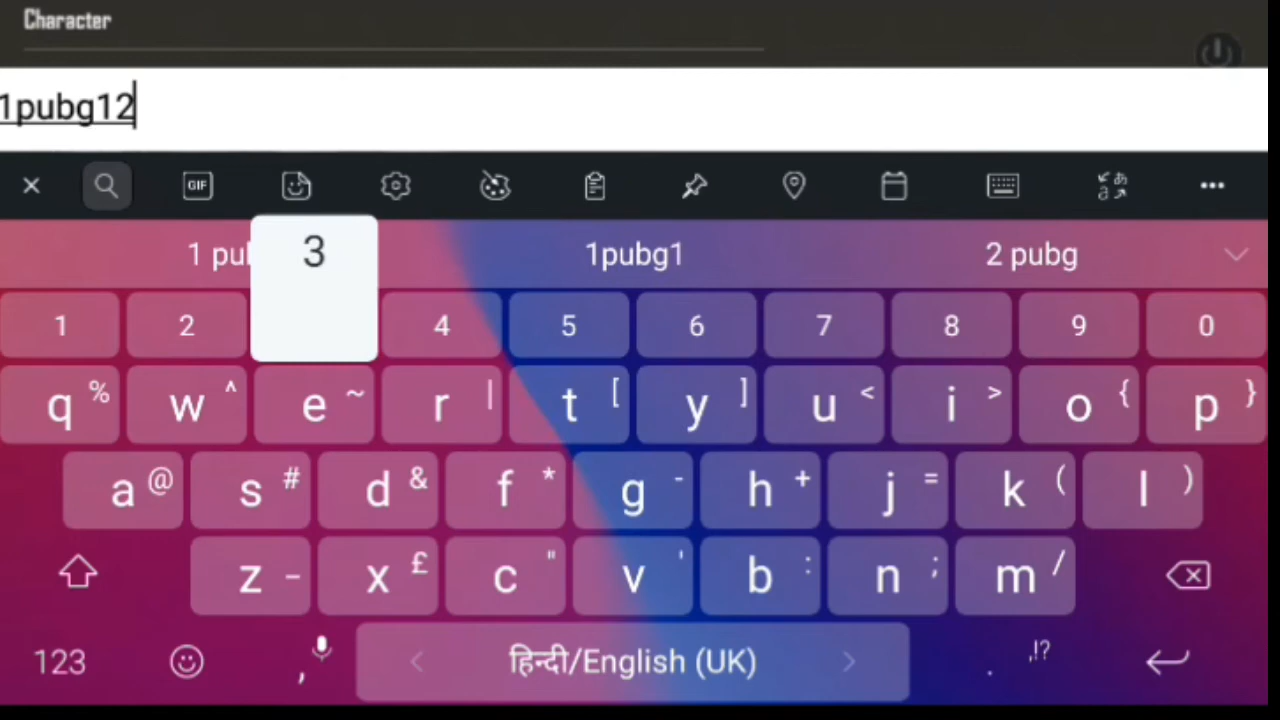 Character
1pubg12
GIF
1 pu 3 1pubg1 2 pubg
1 2 4 5 6 7 8 9 0
q % w ^ e ~ r | t [ y ] u < i > o { p }
a @ s # d & f * g - h + j = k ( l )
z _ x £ c " v ' b : n ; m /
123 , < हिन्दी/English (UK) > . ,!?